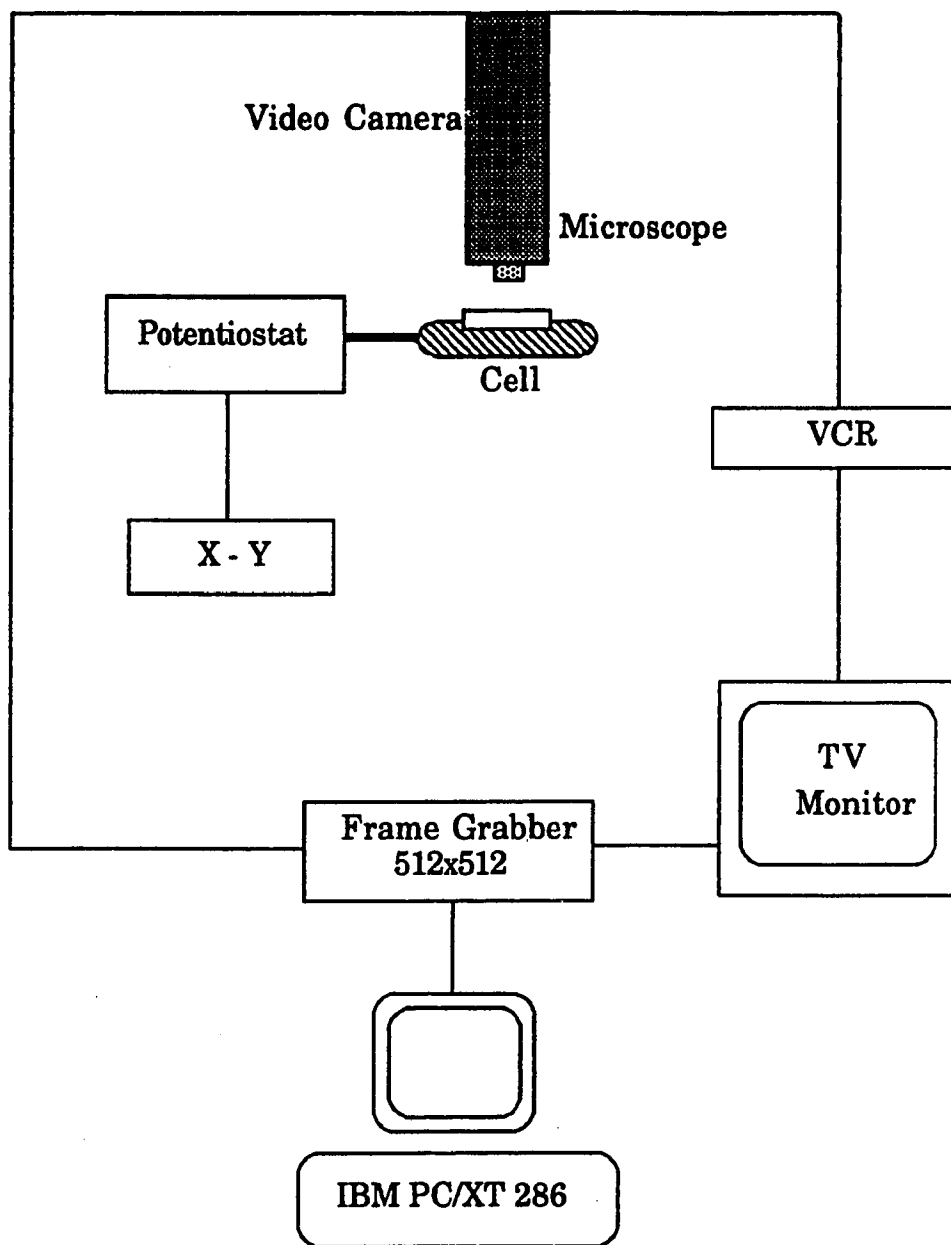 Video Camera
Microscope
Potentiostat
Cell
VCR
X - Y
TV
Monitor
Frame Grabber
512x512
IBM PC/XT 286